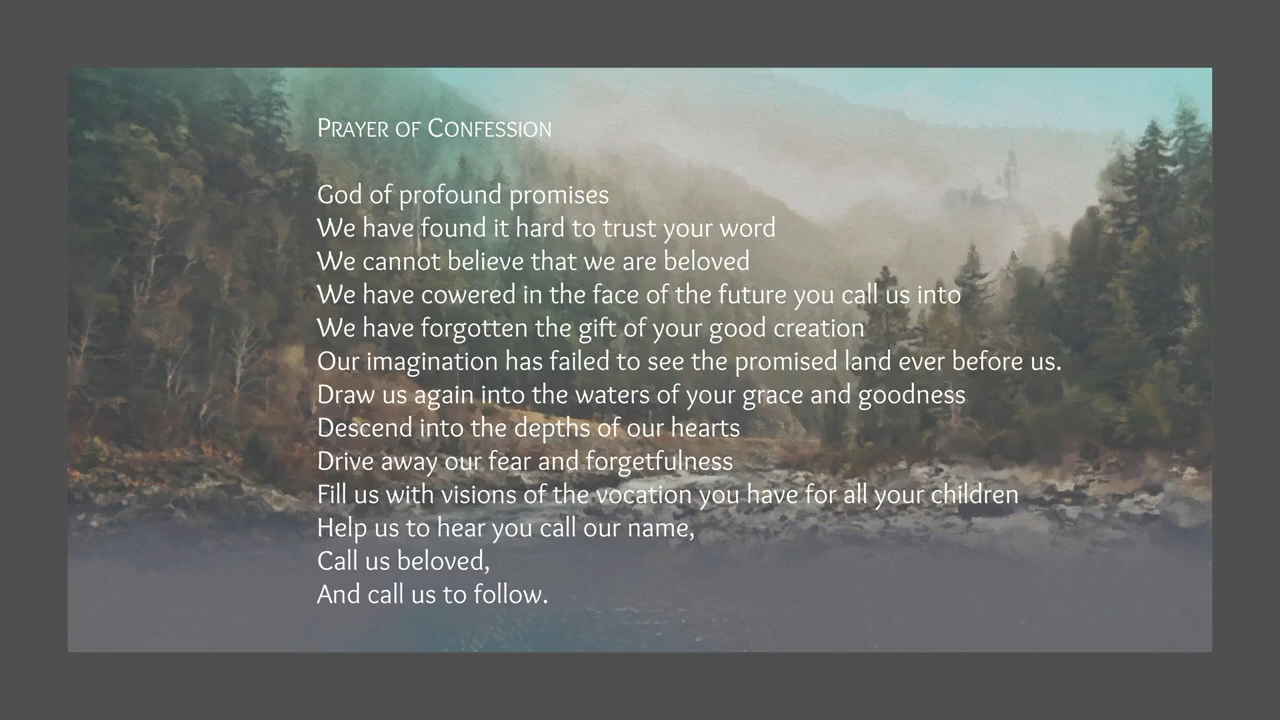 Prayer of Confession
God of profound promises
We have found it hard to trust your word
We cannot believe that we are beloved
We have cowered in the face of the future you call us into
We have forgotten the gift of your good creation
Our imagination has failed to see the promised land ever before us.
Draw us again into the waters of your grace and goodness
Descend into the depths of our hearts
Drive away our fear and forgetfulness
Fill us with visions of the vocation you have for all your children
Help us to hear you call our name,
Call us beloved,
And call us to follow.